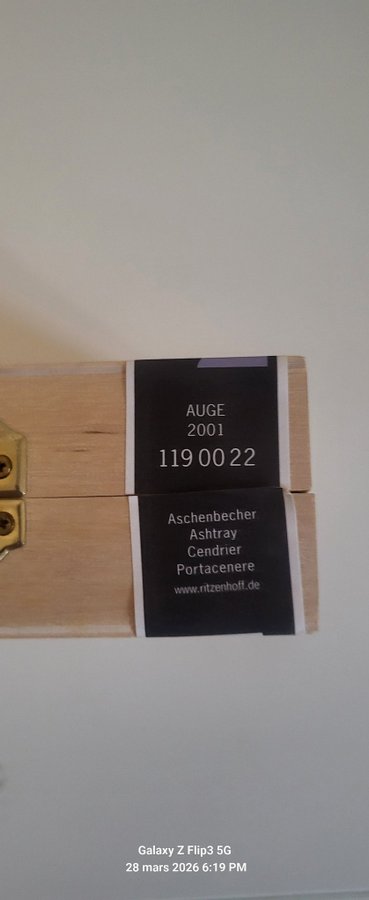 AUGE
2001
119 00 22
Aschenbecher
Ashtray
Cendrier
Portacenere
www.ritzenhoff.de
Galaxy Z Flip3 5G
28 mars 2026 6:19 PM